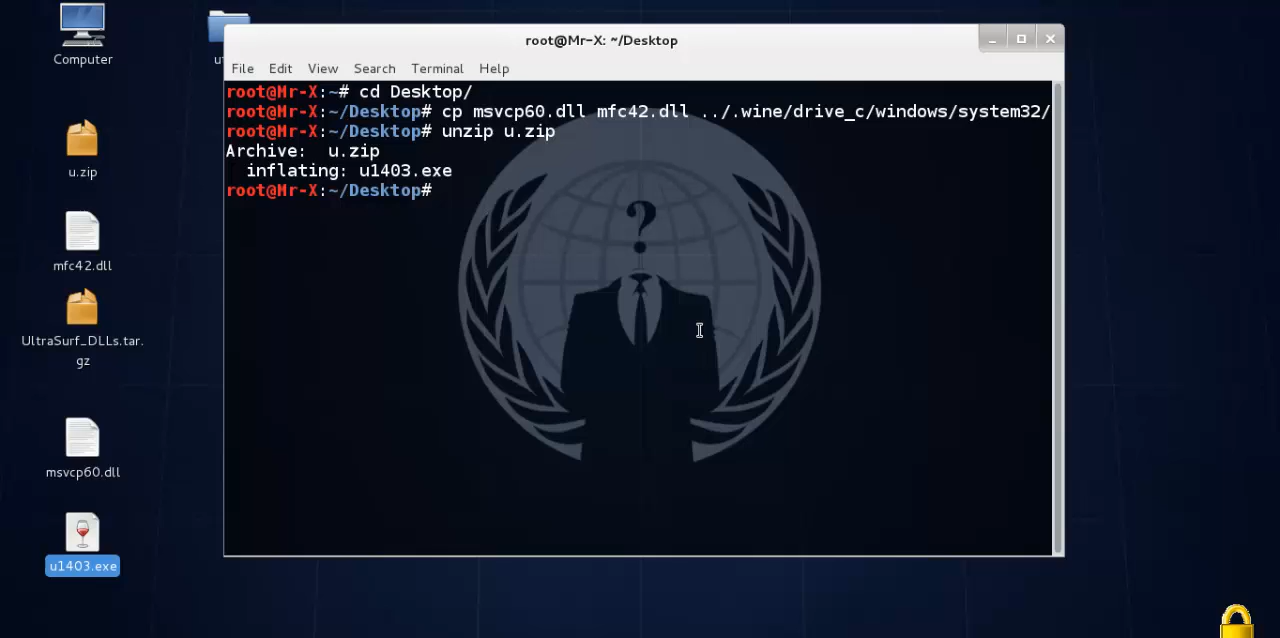 Computer
u.zip
mfc42.dll
UltraSurf_DLLs.tar.
gz
msvcp60.dll
u1403.exe
root@Mr-X: ~/Desktop
File Edit View Search Terminal Help
root@Mr-X:~# cd Desktop/
root@Mr-X:~/Desktop# cp msvcp60.dll mfc42.dll ../.wine/drive_c/windows/system32/
root@Mr-X:~/Desktop# unzip u.zip
Archive:  u.zip
  inflating: u1403.exe
root@Mr-X:~/Desktop#
?